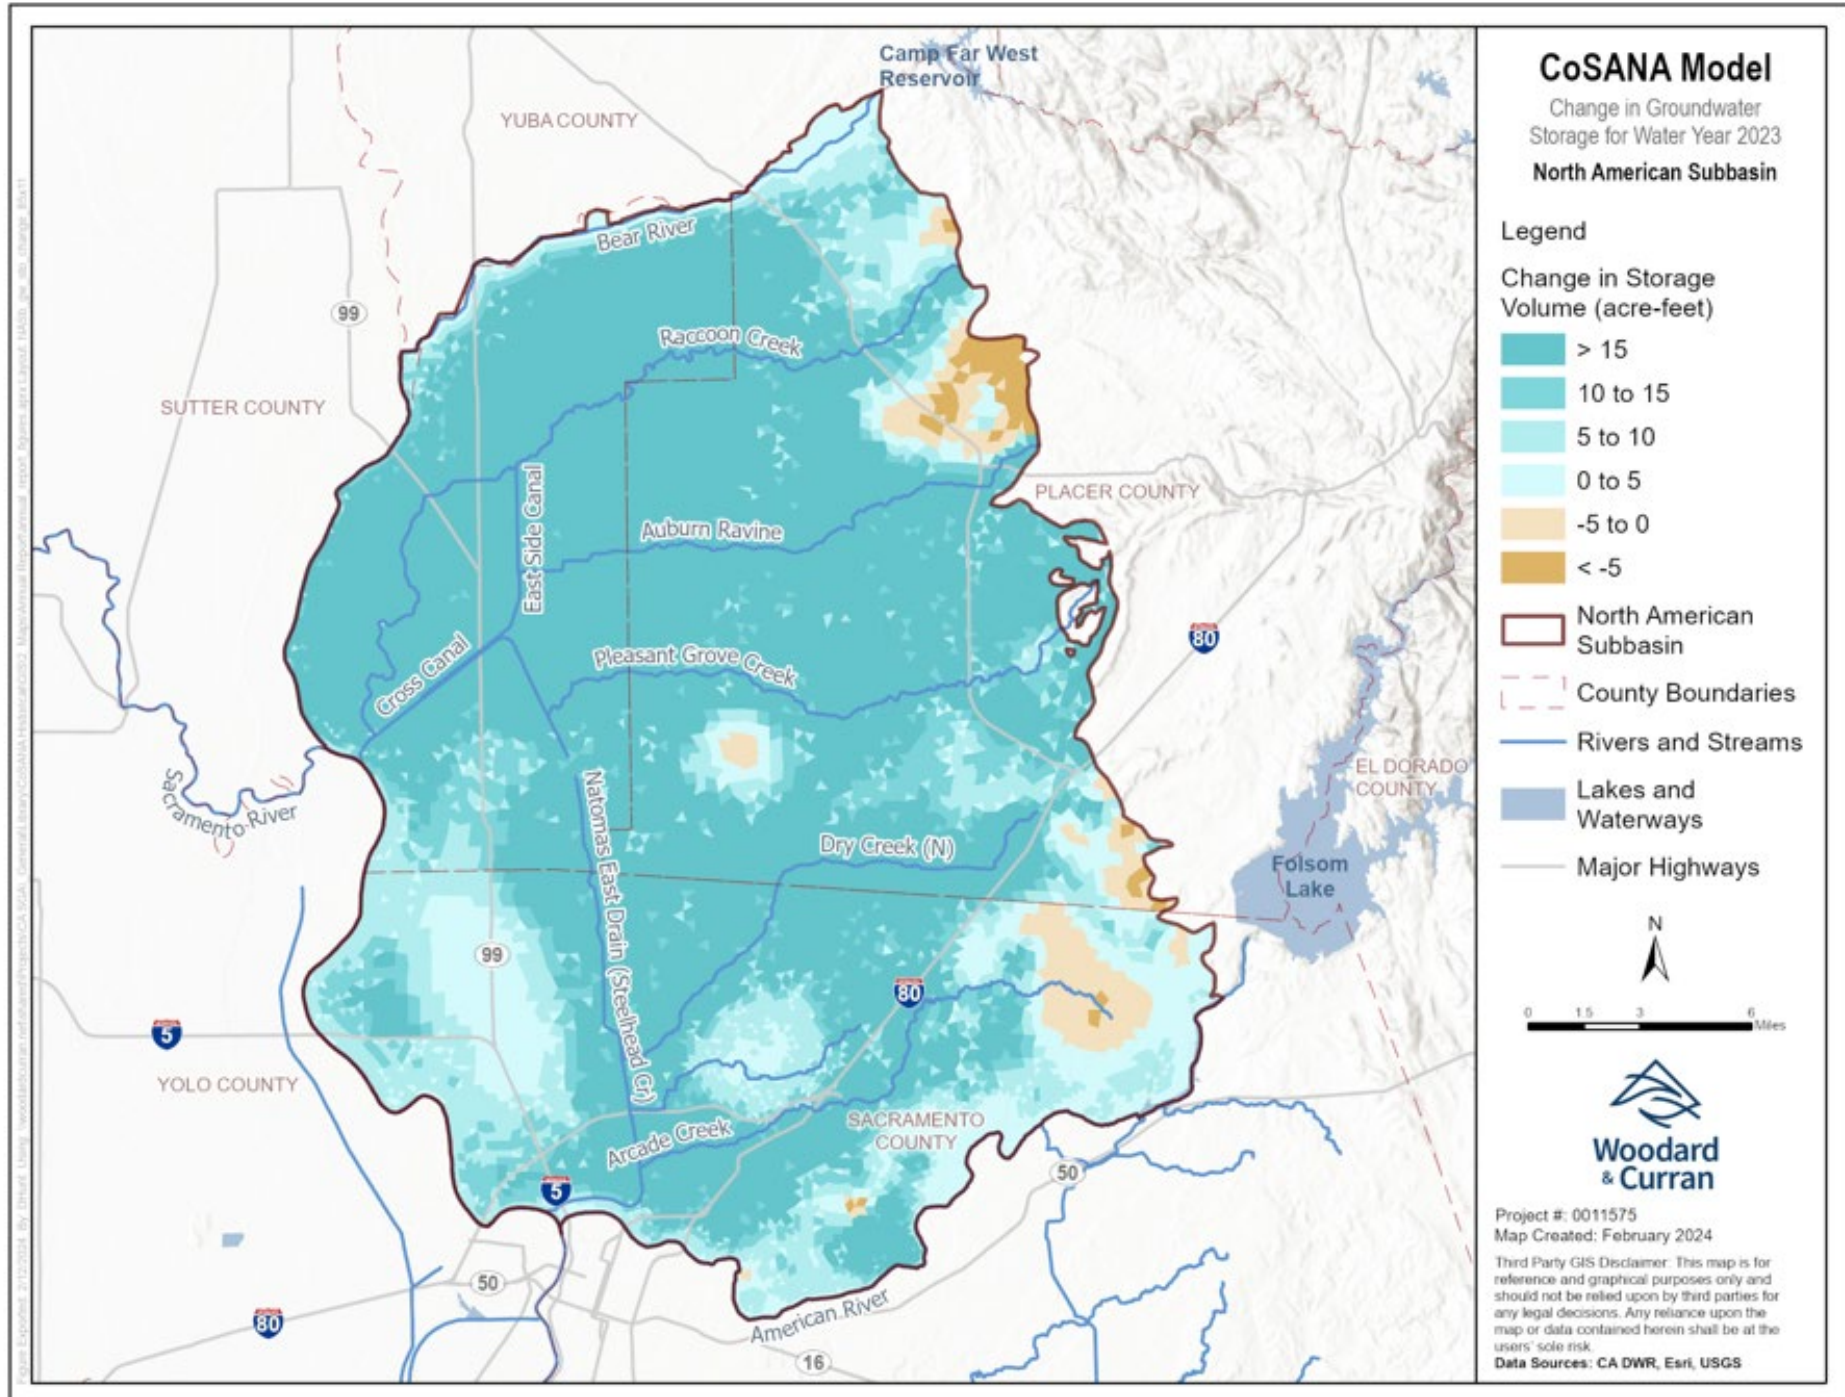 Camp Far West
Reservoir
YUBA COUNTY
Bear River
99
Raccoon Creek
SUTTER COUNTY
East Side Canal
PLACER COUNTY
Auburn Ravine
80
Cross Canal
Pleasant Grove Creek
Sacramento River
EL DORADO
COUNTY
Natomas East Drain (Steelhead Cr)
Dry Creek (N)
Folsom
Lake
99
80
5
YOLO COUNTY
SACRAMENTO
COUNTY
Arcade Creek
50
5
50
American River
80
16
CoSANA Model
Change in Groundwater
Storage for Water Year 2023
North American Subbasin
Legend
Change in Storage
Volume (acre-feet)
> 15
10 to 15
5 to 10
0 to 5
-5 to 0
< -5
North American
Subbasin
County Boundaries
Rivers and Streams
Lakes and
Waterways
Major Highways
N
0 1.5 3 6
Miles
Woodard
& Curran
Project #: 0011575
Map Created: February 2024
Third Party GIS Disclaimer: This map is for
reference and graphical purposes only and
should not be relied upon by third parties for
any legal decisions. Any reliance upon the
map or data contained herein shall be at the
users' sole risk.
Data Sources: CA DWR, Esri, USGS